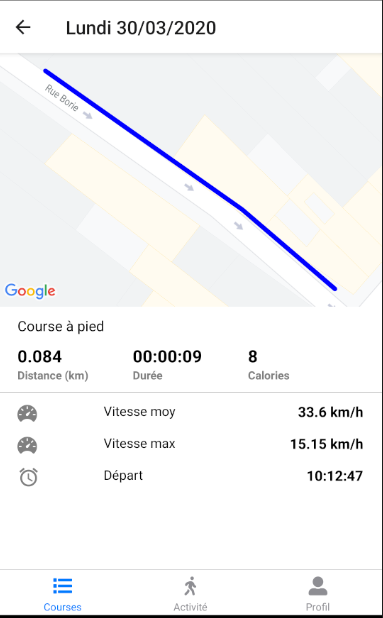 Lundi 30/03/2020
Rue Borie
Google
Course à pied
0.084 00:00:09 8
Distance (km) Durée Calories
Vitesse moy 33.6 km/h
Vitesse max 15.15 km/h
Départ 10:12:47
Courses Activité Profil